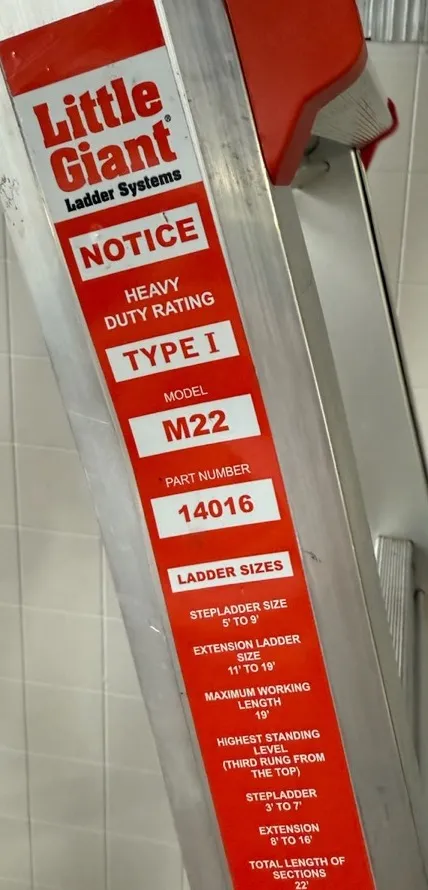 Little
Giant®
Ladder Systems
NOTICE
HEAVY
DUTY RATING
TYPE I
MODEL
M22
PART NUMBER
14016
LADDER SIZES
STEPLADDER SIZE
5' TO 9'
EXTENSION LADDER
SIZE
11' TO 19'
MAXIMUM WORKING
LENGTH
19'
HIGHEST STANDING
LEVEL
(THIRD RUNG FROM
THE TOP)
STEPLADDER
3' TO 7'
EXTENSION
8' TO 16'
TOTAL LENGTH OF
SECTIONS
22'